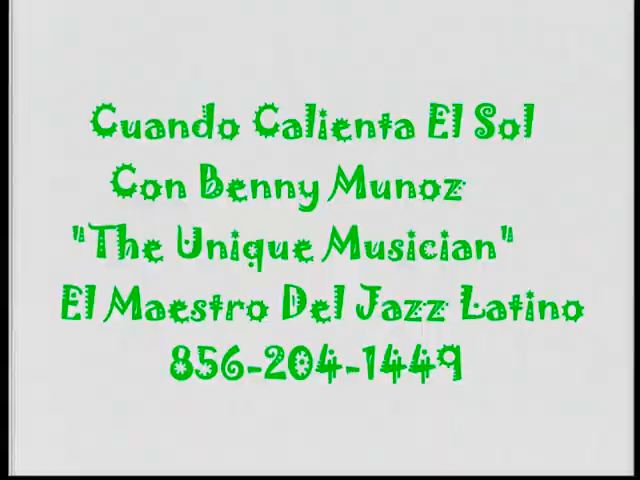 Cuando Calienta El Sol
Con Benny Munoz
"The Unique Musician"
El Maestro Del Jazz Latino
856-204-1449